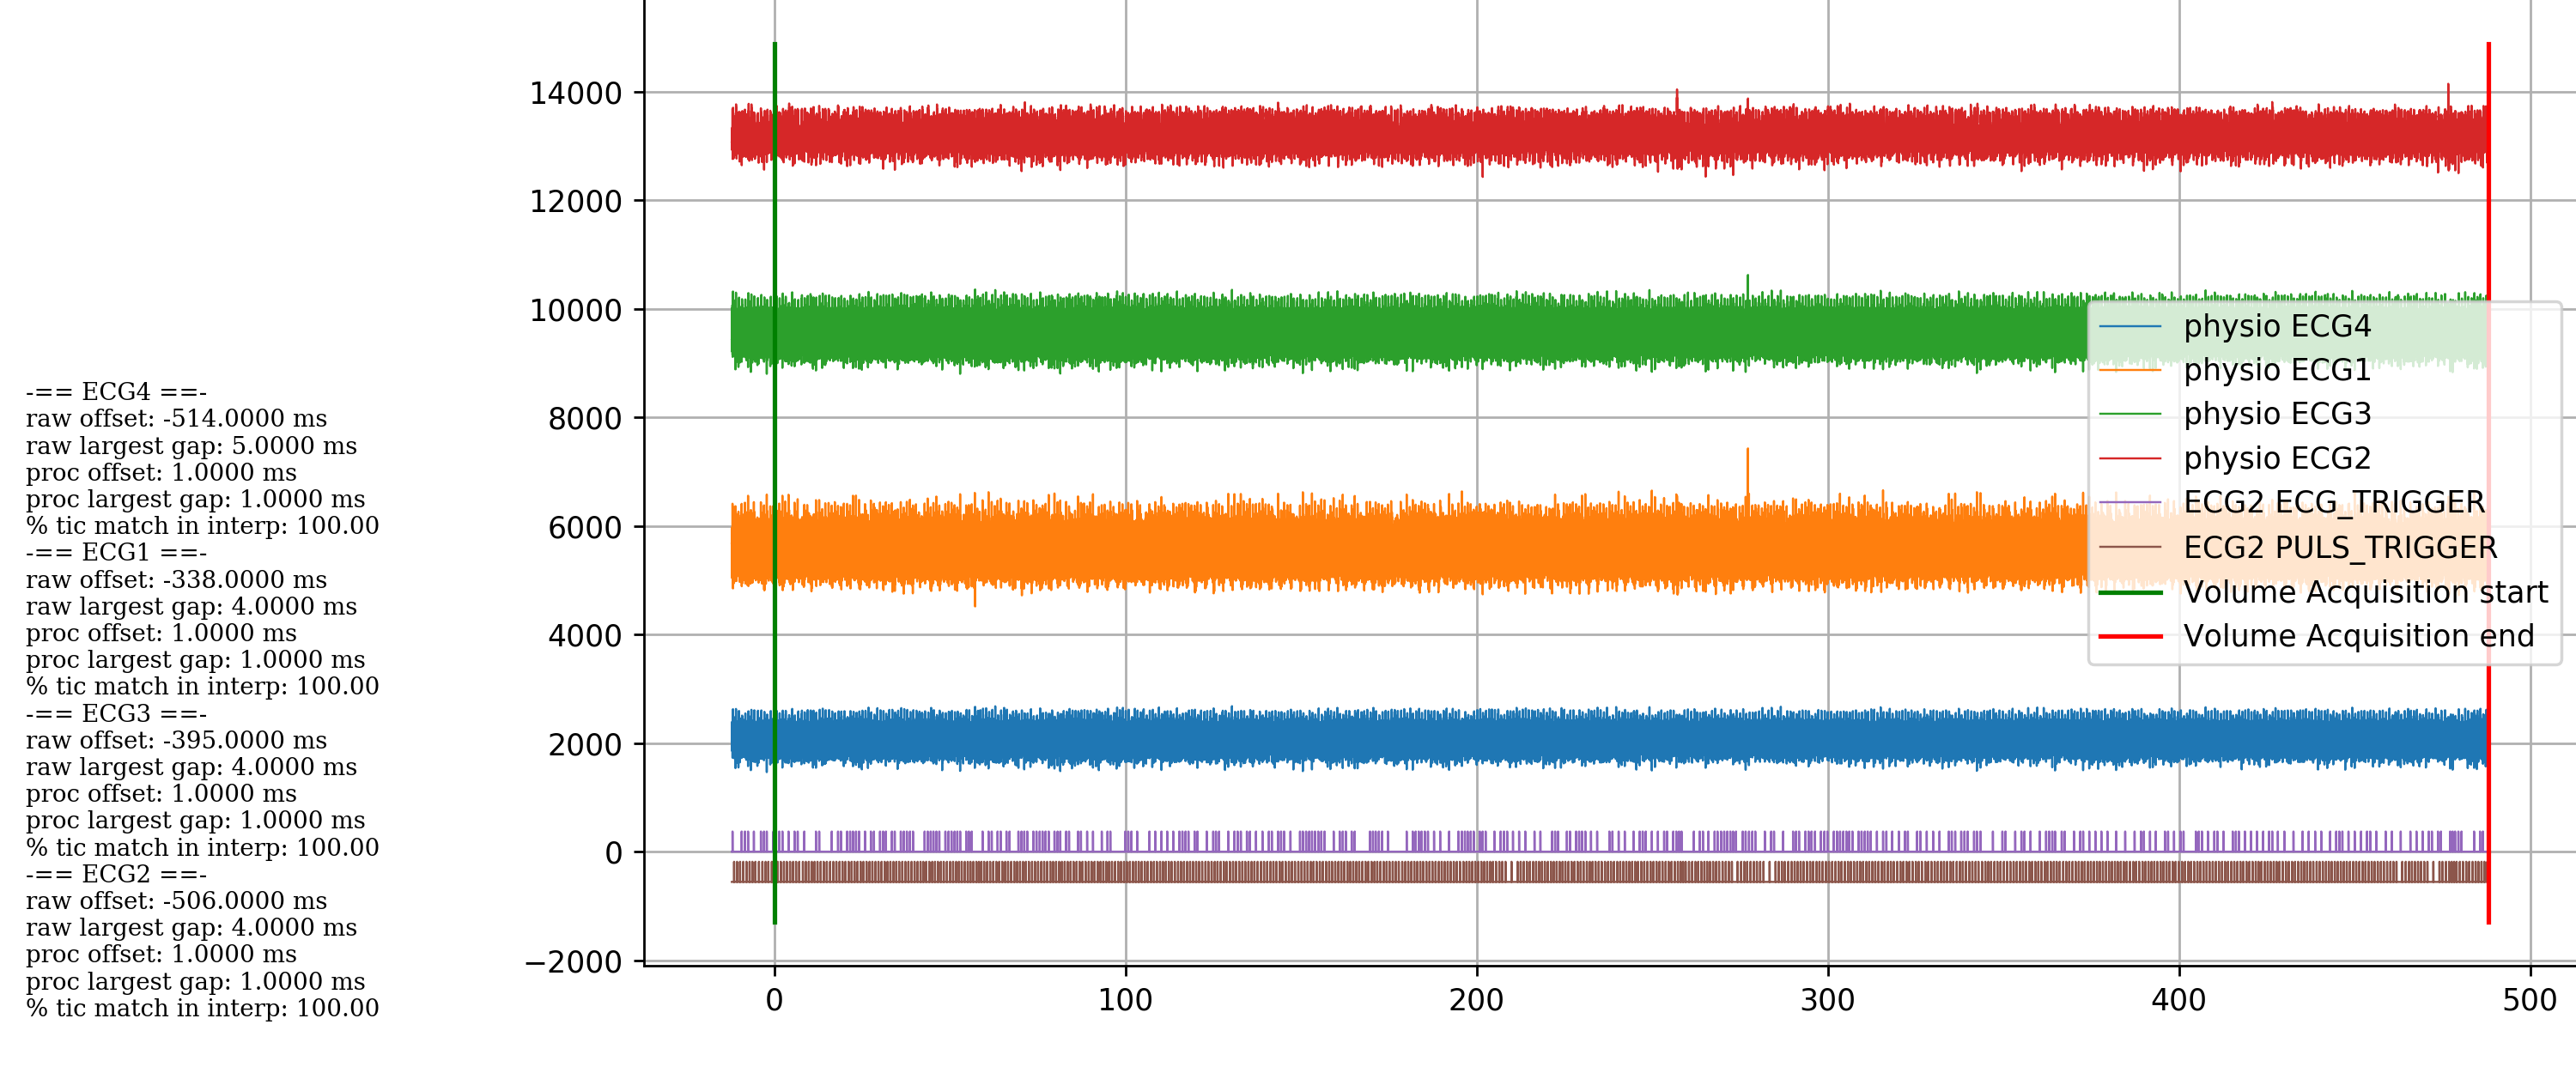 -== ECG4 ==-
raw offset: -514.0000 ms
raw largest gap: 5.0000 ms
proc offset: 1.0000 ms
proc largest gap: 1.0000 ms
% tic match in interp: 100.00
-== ECG1 ==-
raw offset: -338.0000 ms
raw largest gap: 4.0000 ms
proc offset: 1.0000 ms
proc largest gap: 1.0000 ms
% tic match in interp: 100.00
-== ECG3 ==-
raw offset: -395.0000 ms
raw largest gap: 4.0000 ms
proc offset: 1.0000 ms
proc largest gap: 1.0000 ms
% tic match in interp: 100.00
-== ECG2 ==-
raw offset: -506.0000 ms
raw largest gap: 4.0000 ms
proc offset: 1.0000 ms
proc largest gap: 1.0000 ms
% tic match in interp: 100.00
14000
12000
10000
8000
6000
4000
2000
0
−2000
0
100
200
300
400
500
physio ECG4
physio ECG1
physio ECG3
physio ECG2
ECG2 ECG_TRIGGER
ECG2 PULS_TRIGGER
Volume Acquisition start
Volume Acquisition end